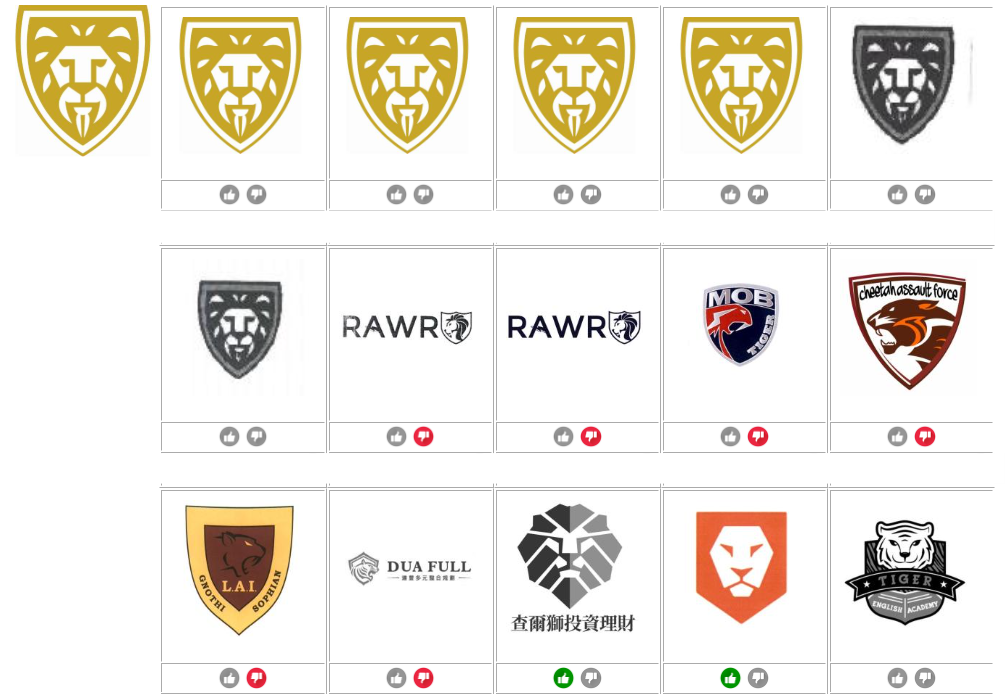 RAWR
RAWR
MOB
TIGER
cheetah assault force
L.A.I.
GNOTHI
SOPHIAN
DUA FULL
查爾獅投資理財
TIGER
ENGLISH ACADEMY